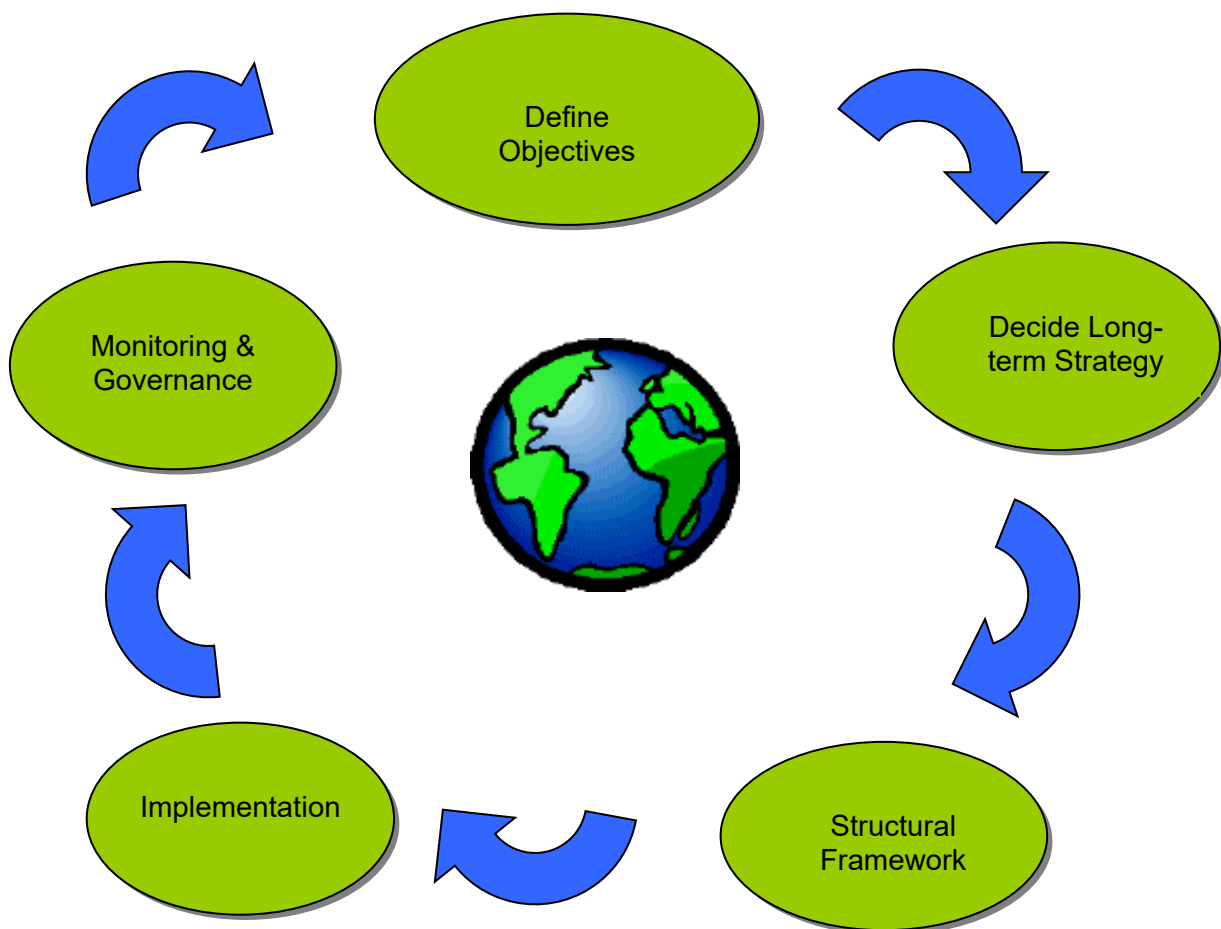 Define
Objectives
Decide Long-
term Strategy
Structural
Framework
Implementation
Monitoring &
Governance